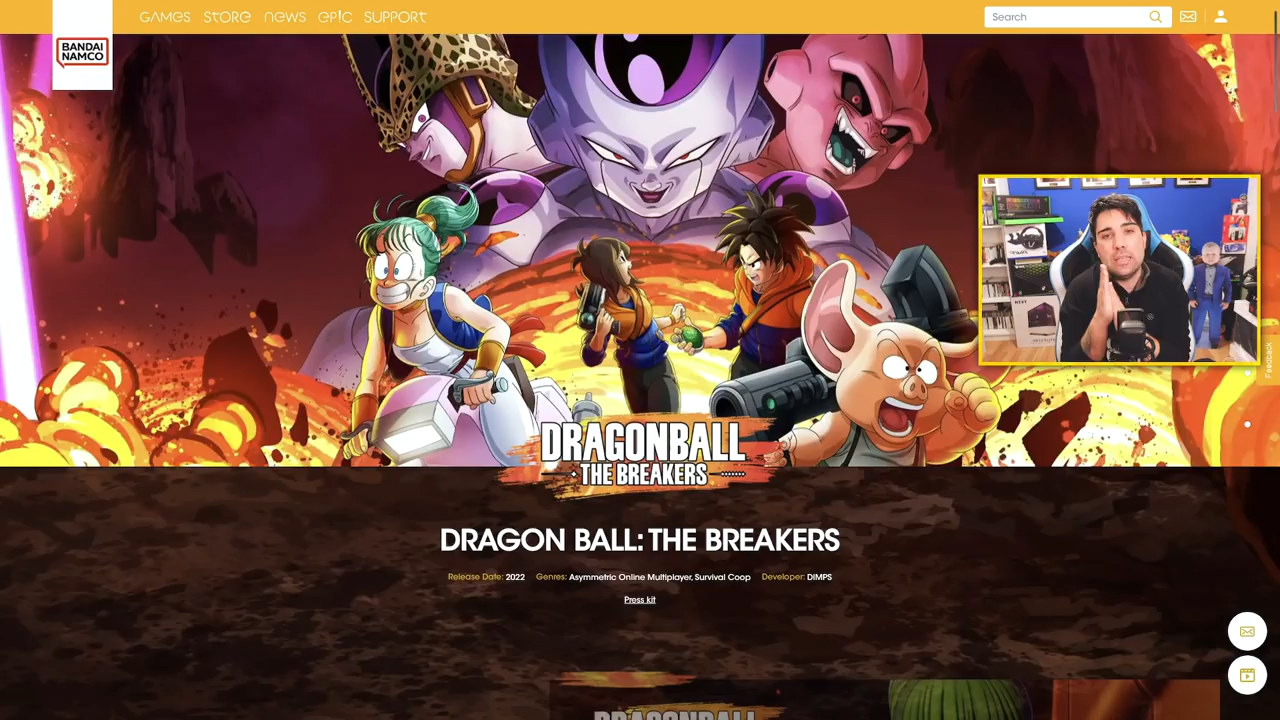 GAMES STORE NEWS EPIC SUPPORT
Search
BANDAI
NAMCO
Feedback
DRAGONBALL
THE BREAKERS
DRAGON BALL: THE BREAKERS
Release Date: 2022 Genres: Asymmetric Online Multiplayer, Survival Coop Developer: DIMPS
Press kit
DRAGONBALL